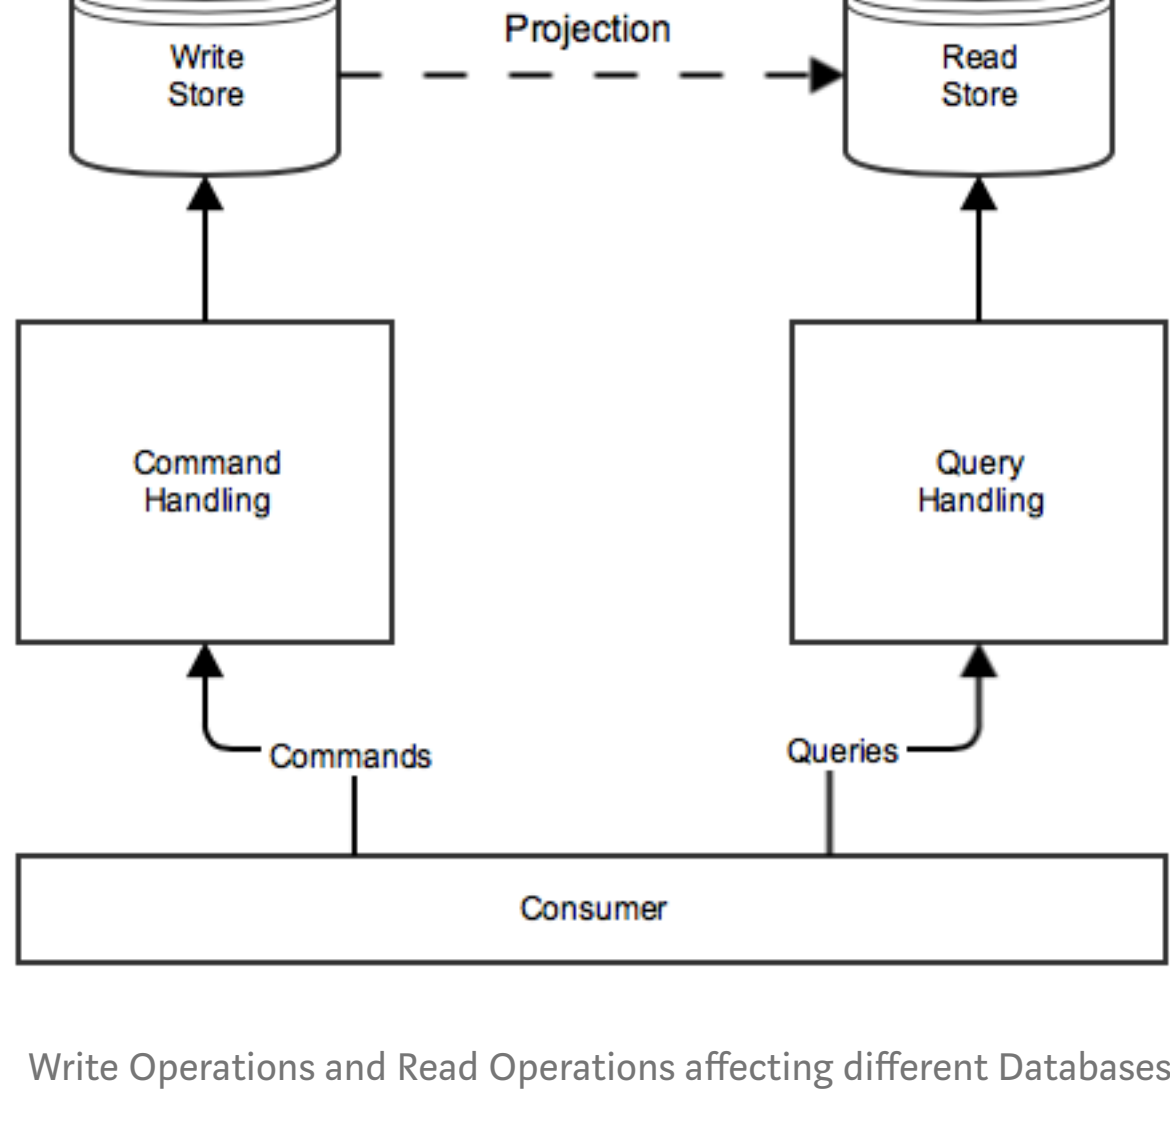 Projection
Write
Store
Read
Store
Command
Handling
Query
Handling
Commands
Queries
Consumer
Write Operations and Read Operations affecting different Databases